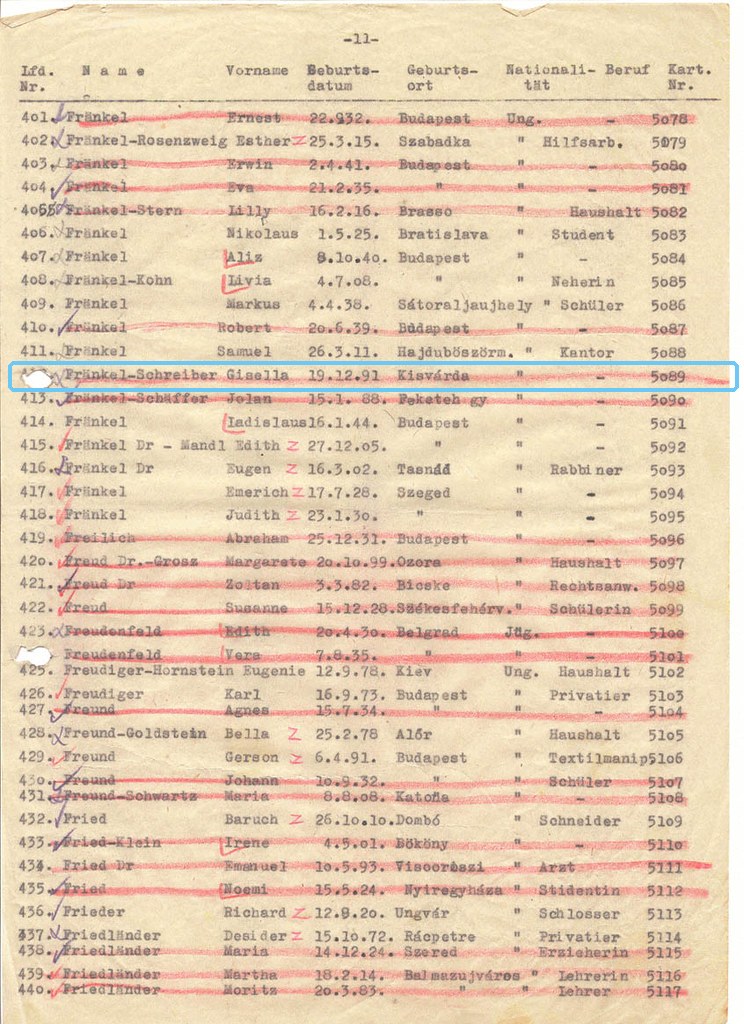 -11-
Lfd. Name Vorname Geburts- Geburts- Nationali- Beruf Kart.
Nr. datum ort tät Nr.
401. Fränkel Ernest 22.932. Budapest Ung. - 5078
402. Fränkel-Rosenzweig Esther Z 25.3.15. Szabadka " Hilfsarb. 5079
403. Fränkel Erwin 2.4.41. Budapest " - 5080
404. Fränkel Eva 21.2.35. " " - 5081
4055 Fränkel-Stern Lilly 16.2.16. Brasso " Haushalt 5082
406. Fränkel Nikolaus 1.5.25. Bratislava " Student 5083
407. Fränkel Aliz 8.10.40. Budapest " - 5084
408. Fränkel-Kohn Livia 4.7.08. " " Neherin 5085
409. Fränkel Markus 4.4.38. Sátoraljaujhely " Schüler 5086
410. Fränkel Robert 20.6.39. Budapest " - 5087
411. Fränkel Samuel 26.3.11. Hajduböszörm. " Kantor 5088
Fränkel-Schreiber Gisella 19.12.91 Kisvárda " - 5089
413. Fränkel-Schäffer Jolan 15.1. 88. Feketeh gy " - 5090
414. Fränkel Ladislaus 16.1.44. Budapest " - 5091
415. Fränkel Dr - Mandl Edith Z 27.12.05. " " - 5092
416. Fränkel Dr Eugen Z 16.3.02. Tasnád " Rabbiner 5093
417. Fränkel Emerich Z 17.7.28. Szeged " - 5094
418. Fränkel Judith Z 23.1.30. " " - 5095
419. Freilich Abraham 25.12.31. Budapest " - 5096
420. Freud Dr.-Grosz Margarete 20.10.99. Ozora " Haushalt 5097
421. Freud Dr Zoltan 3.3.82. Bicske " Rechtsanw. 5098
422. Freud Susanne 15.12.28. Székesfehérv. " Schülerin 5099
423. Freudenfeld Edith 20.4.30. Belgrad Jüg. - 5100
Freudenfeld Vera 7.8.35. " " - 5101
425. Freudiger-Hornstein Eugenie 12.9.78. Kiev Ung. Haushalt 5102
426. Freudiger Karl 16.9.73. Budapest " Privatier 5103
427. Freund Agnes 15.7.34. " " - 5104
428. Freund-Goldstein Bella Z 25.2.78 Alőr " Haushalt 5105
429. Freund Gerson Z 6.4.91. Budapest " Textilmanip5106
430. Freund Johann 10.9.32. " " Schüler 5107
431. Freund-Schwartz Maria 8.8.08. Katoňa " - 5108
432. Fried Baruch Z 26.10.10. Dombó " Schneider 5109
433. Fried-Klein Irene 4.5.01. Bököny " - 5110
434. Fried Dr Emanuel 10.5.93. " Arzt 5111
435. Fried Noemi 15.5.24. Nyiregyháza " Stidentin 5112
436. Frieder Richard Z 12.8.20. Ungvár " Schlosser 5113
437. Friedländer Desider Z 15.10.72. Rácpetre " Privatier 5114
438. Friedländer Maria 14.12.24. Szered " Erzieherin 5115
439. Friedländer Martha 18.2.14. Balmazujváros " Lehrerin 5116
440. Friedländer Moritz 20.3.83. " " Lehrer 5117